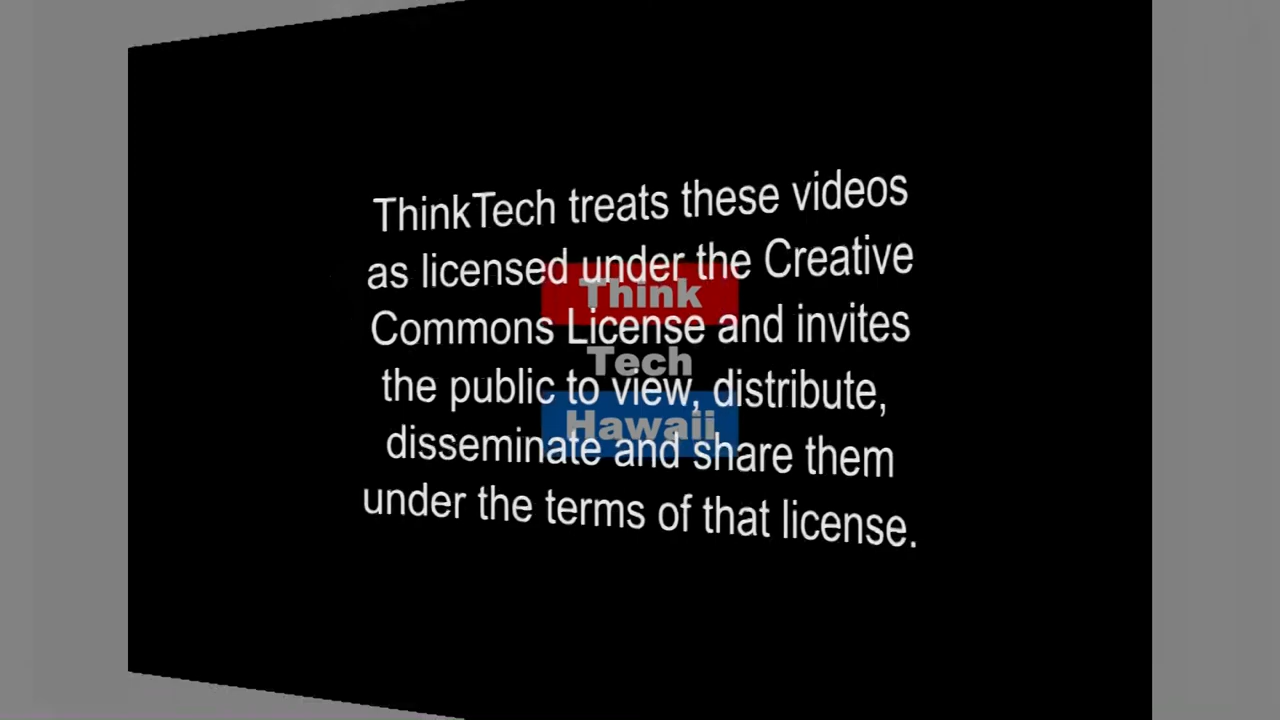 ThinkTech treats these videos
as licensed under the Creative
Commons License and invites
the public to view, distribute,
disseminate and share them
under the terms of that license.
Think
Tech
Hawaii